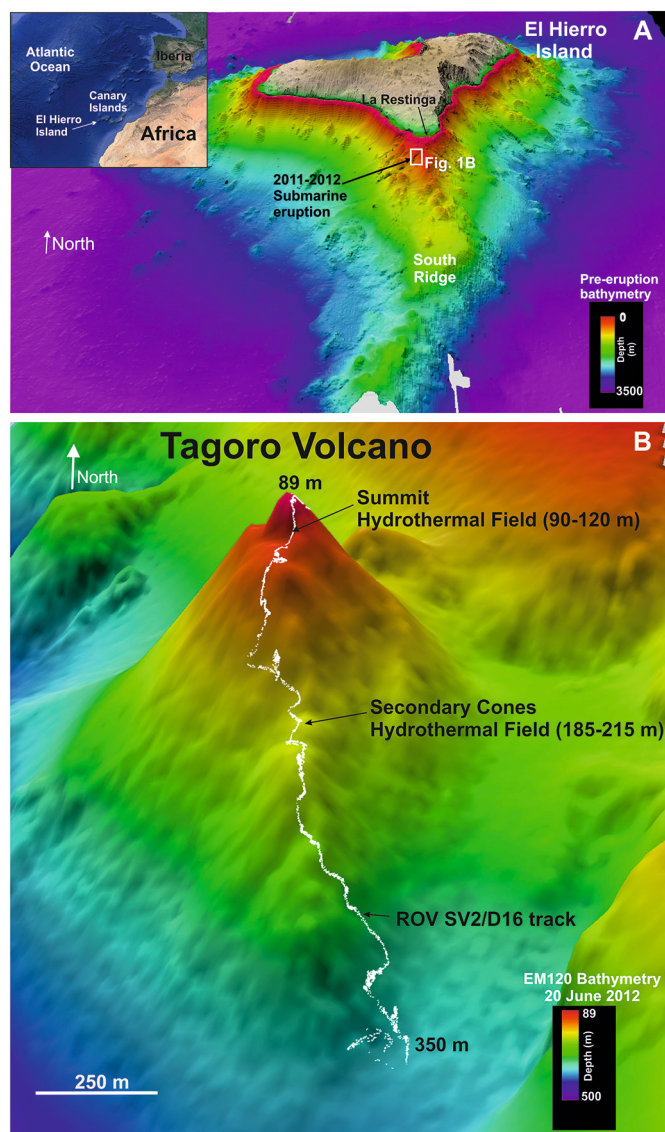 Atlantic
Ocean
Iberia
Canary
Islands
El Hierro
Island
Africa
El Hierro
Island
A
La Restinga
Fig. 1B
2011-2012
Submarine
eruption
North
South
Ridge
Pre-eruption
bathymetry
0
Depth
(m)
3500
Tagoro Volcano
B
North
89 m
Summit
Hydrothermal Field (90-120 m)
Secondary Cones
Hydrothermal Field (185-215 m)
ROV SV2/D16 track
EM120 Bathymetry
20 June 2012
89
Depth (m)
500
350 m
250 m